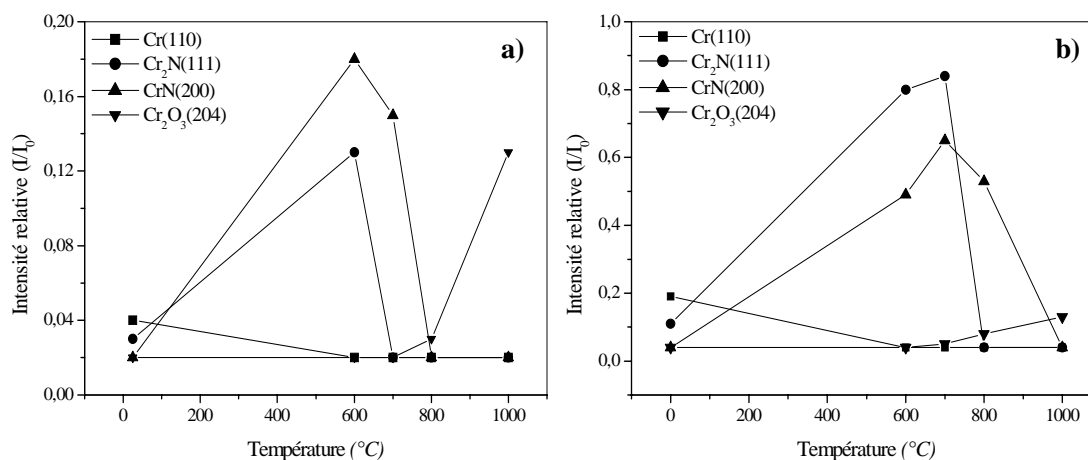 a)
Cr(110)
Cr₂N(111)
CrN(200)
Cr₂O₃(204)
0,20
0,16
0,12
0,08
0,04
0,00
Intensité relative (I/I₀)
0 200 400 600 800 1000
Température (°C)
b)
Cr(110)
Cr₂N(111)
CrN(200)
Cr₂O₃(204)
1,0
0,8
0,6
0,4
0,2
0,0
Intensité relative (I/I₀)
0 200 400 600 800 1000
Température (°C)